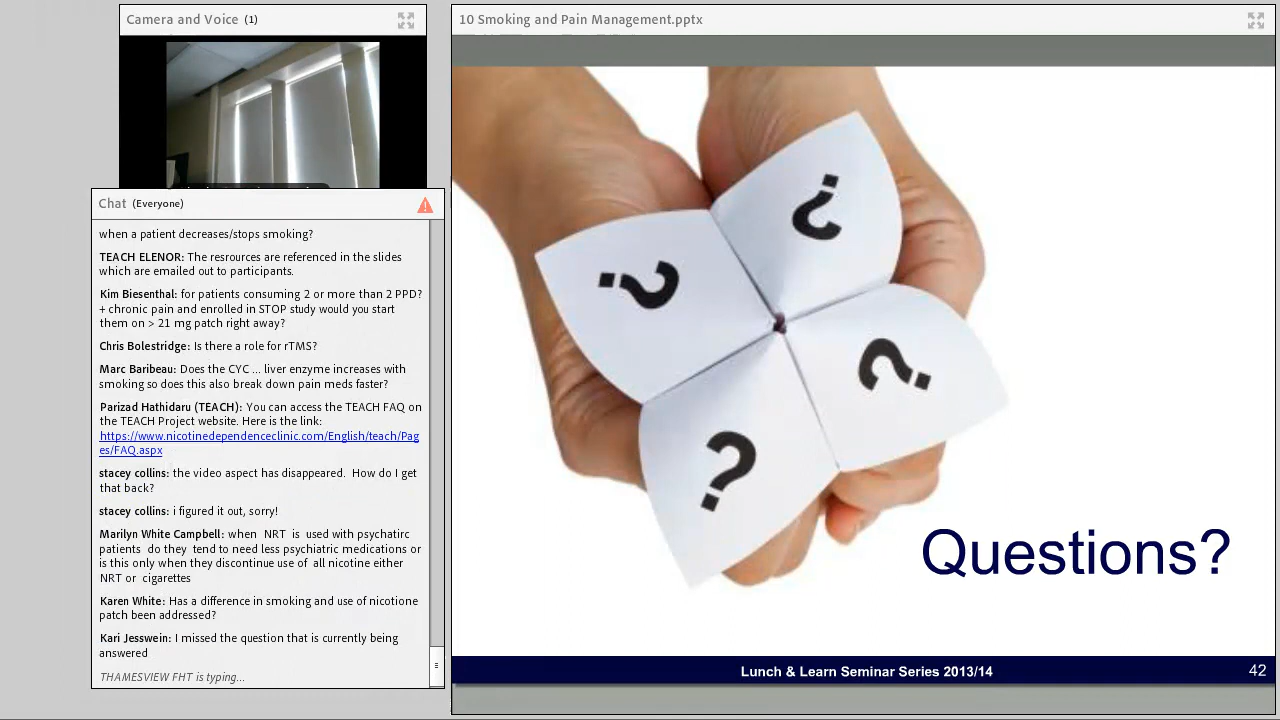 Camera and Voice (1)
10 Smoking and Pain Management.pptx
Chat (Everyone)
when a patient decreases/stops smoking?
TEACH ELENOR: The resrources are referenced in the slides
which are emailed out to participants.
Kim Biesenthal: for patients consuming 2 or more than 2 PPD?
+ chronic pain and enrolled in STOP study would you start
them on > 21 mg patch right away?
Chris Bolestridge: Is there a role for rTMS?
Marc Baribeau: Does the CYC ... liver enzyme increases with
smoking so does this also break down pain meds faster?
Parizad Hathidaru (TEACH): You can access the TEACH FAQ on
the TEACH Project website. Here is the link:
https://www.nicotinedependenceclinic.com/English/teach/Pag
es/FAQ.aspx
stacey collins: the video aspect has disappeared. How do I get
that back?
stacey collins: i figured it out, sorry!
Marilyn White Campbell: when NRT is used with psychatirc
patients do they tend to need less psychiatric medications or
is this only when they discontinue use of all nicotine either
NRT or cigarettes
Karen White: Has a difference in smoking and use of nicotione
patch been addressed?
Kari Jesswein: I missed the question that is currently being
answered
THAMESVIEW FHT is typing...
?
?
?
?
Questions?
Lunch & Learn Seminar Series 2013/14
42